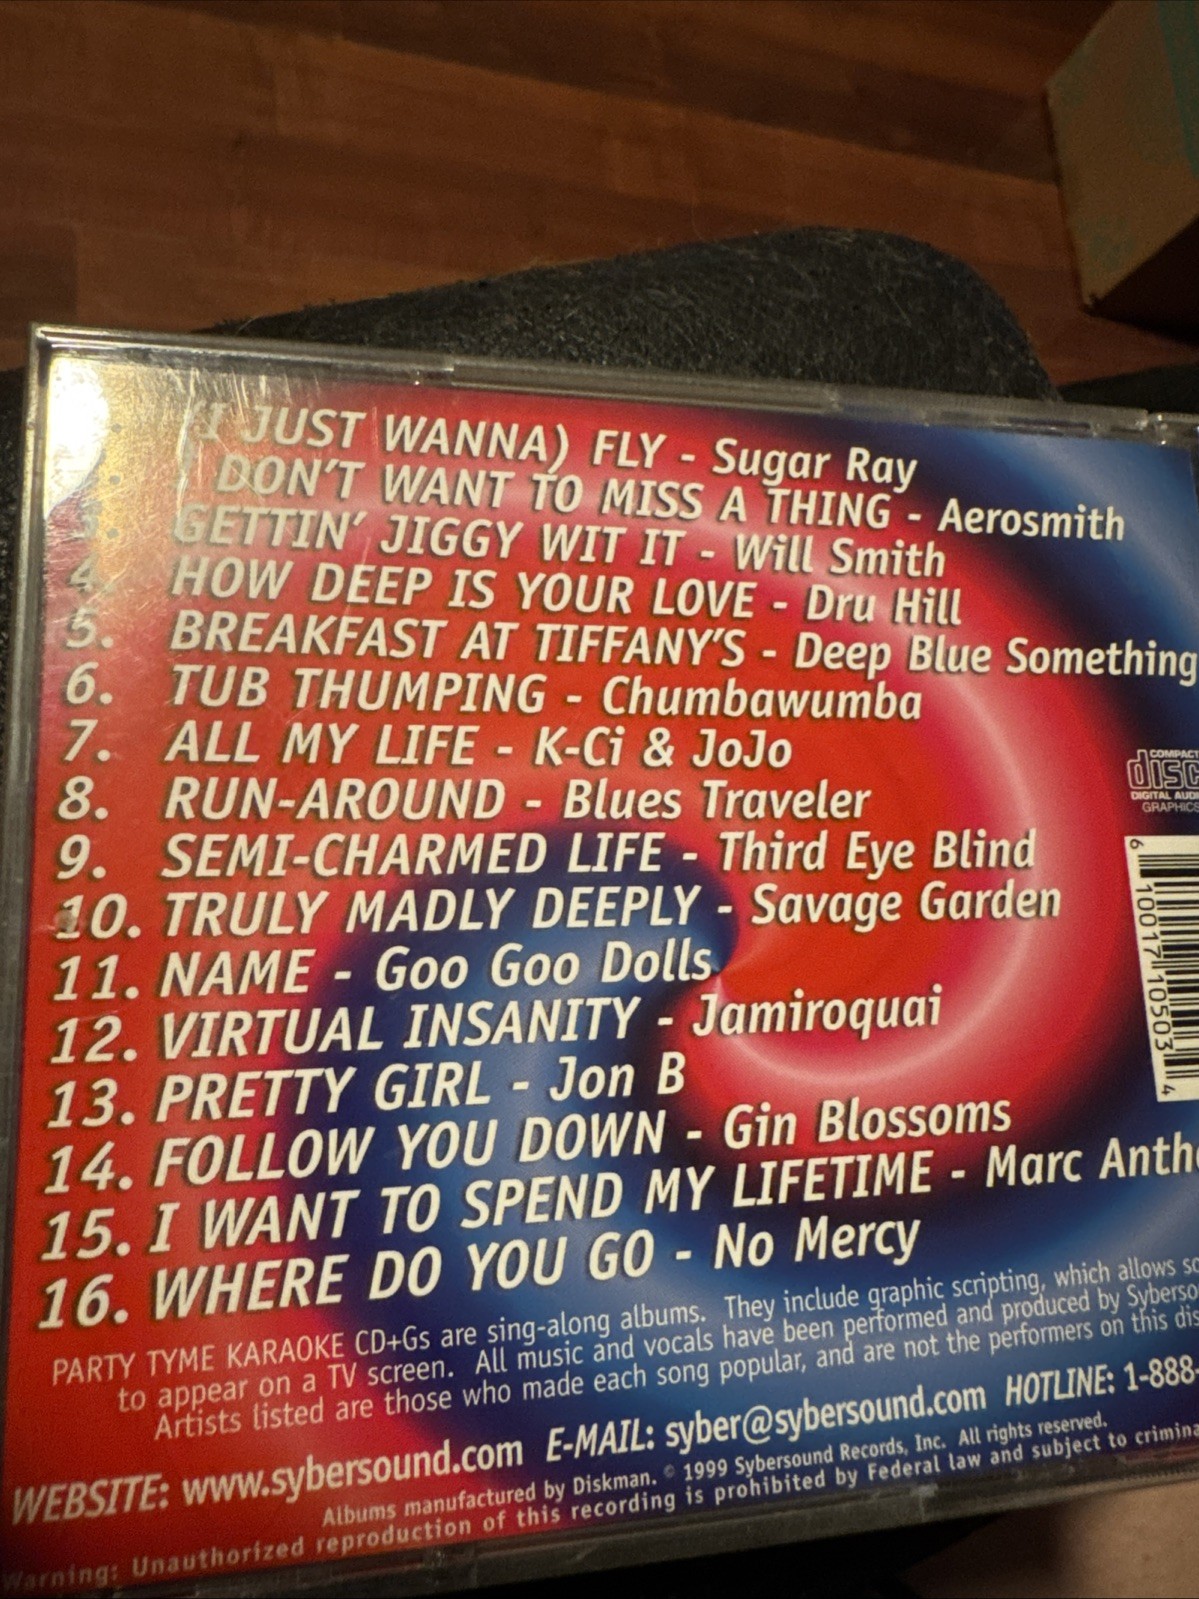 (I JUST WANNA) FLY - Sugar Ray
I DON'T WANT TO MISS A THING - Aerosmith
3. GETTIN' JIGGY WIT IT - Will Smith
4. HOW DEEP IS YOUR LOVE - Dru Hill
5. BREAKFAST AT TIFFANY'S - Deep Blue Something
6. TUB THUMPING - Chumbawumba
7. ALL MY LIFE - K-Ci & JoJo
8. RUN-AROUND - Blues Traveler
9. SEMI-CHARMED LIFE - Third Eye Blind
10. TRULY MADLY DEEPLY - Savage Garden
11. NAME - Goo Goo Dolls
12. VIRTUAL INSANITY - Jamiroquai
13. PRETTY GIRL - Jon B
14. FOLLOW YOU DOWN - Gin Blossoms
15. I WANT TO SPEND MY LIFETIME - Marc Antho
16. WHERE DO YOU GO - No Mercy
PARTY TYME KARAOKE CD+Gs are sing-along albums. They include graphic scripting, which allows
to appear on a TV screen. All music and vocals have been performed and produced by Syberso
Artists listed are those who made each song popular, and are not the performers on this
WEBSITE: www.sybersound.com E-MAIL: syber@sybersound.com HOTLINE: 1-888-
Albums manufactured by Diskman. © 1999 Sybersound Records, Inc. All rights reserved.
Warning: Unauthorized reproduction of this recording is prohibited by Federal law and subject to crimina
COMPACT
disc
DIGITAL AUDIO
GRAPHICS
6 10017 10503 4